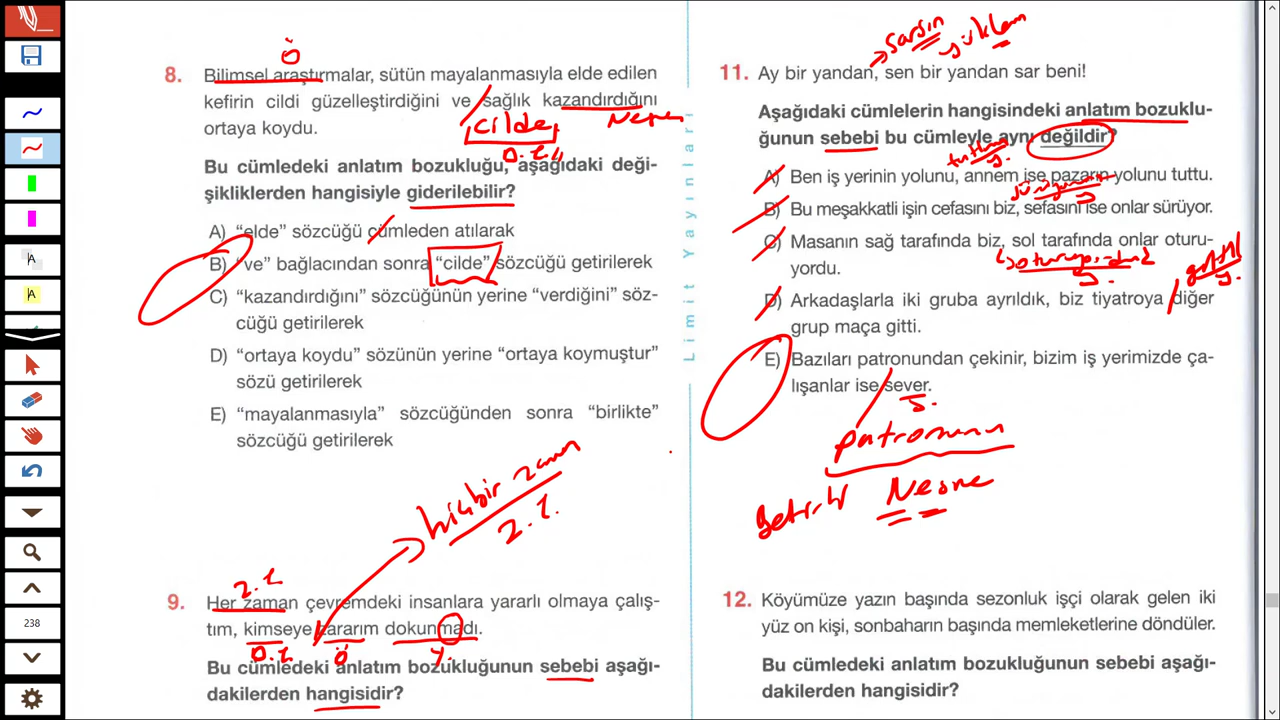 8. Bilimsel araştırmalar, sütün mayalanmasıyla elde edilen
kefirin cildi güzelleştirdiğini ve sağlık kazandırdığını
ortaya koydu.
Ö
cilde
Nesne
D.T
Bu cümledeki anlatım bozukluğu, aşağıdaki deği-
şikliklerden hangisiyle giderilebilir?
A) “elde” sözcüğü cümleden atılarak
B) “ve” bağlacından sonra “cilde” sözcüğü getirilerek
C) “kazandırdığını” sözcüğünün yerine “verdiğini” söz-
cüğü getirilerek
D) “ortaya koydu” sözünün yerine “ortaya koymuştur”
sözü getirilerek
E) “mayalanmasıyla” sözcüğünden sonra “birlikte”
sözcüğü getirilerek
hiçbir zaman
Z.T.
Z.T
9. Her zaman çevremdeki insanlara yararlı olmaya çalış-
tım, kimseye zararım dokunmadı.
D.T
Ö
Y
Bu cümledeki anlatım bozukluğunun sebebi aşağı-
dakilerden hangisidir?
Limit Yayınları
sarsın
yüklem
11. Ay bir yandan, sen bir yandan sar beni!
Aşağıdaki cümlelerin hangisindeki anlatım bozuklu-
ğunun sebebi bu cümleyle aynı değildir?
A) Ben iş yerinin yolunu, annem ise pazarın yolunu tuttu.
B) Bu meşakkatli işin cefasını biz, sefasını ise onlar sürüyor.
C) Masanın sağ tarafında biz, sol tarafında onlar oturu-
yordu.
D) Arkadaşlarla iki gruba ayrıldık, biz tiyatroya diğer
grup maça gitti.
E) Bazıları patronundan çekinir, bizim iş yerimizde ça-
lışanlar ise sever.
patronunu
Nesne
12. Köyümüze yazın başında sezonluk işçi olarak gelen iki
yüz on kişi, sonbaharın başında memleketlerine döndüler.
Bu cümledeki anlatım bozukluğunun sebebi aşağı-
dakilerden hangisidir?
238